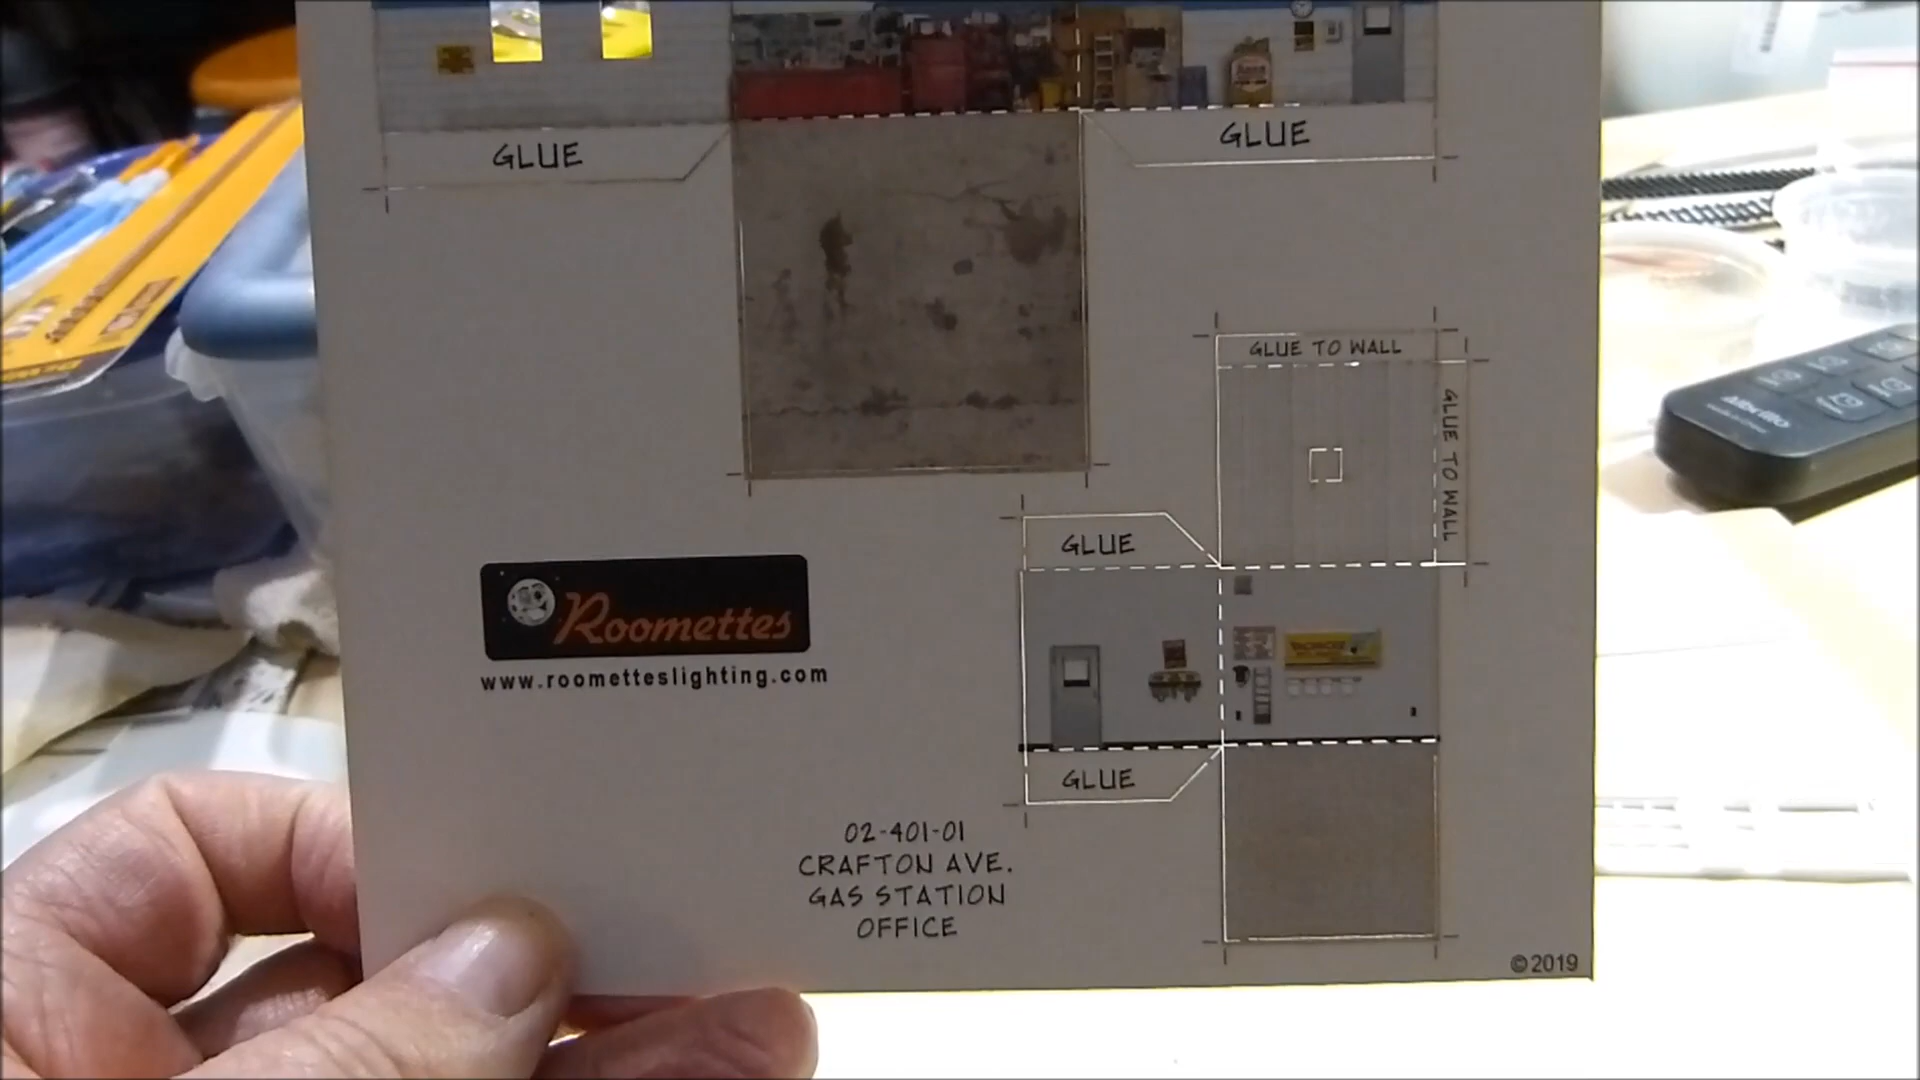 GLUE
GLUE
GLUE TO WALL
GLUE TO WALL
GLUE
Roomettes
www.roometteslighting.com
GLUE
02-401-01
CRAFTON AVE.
GAS STATION
OFFICE
©2019